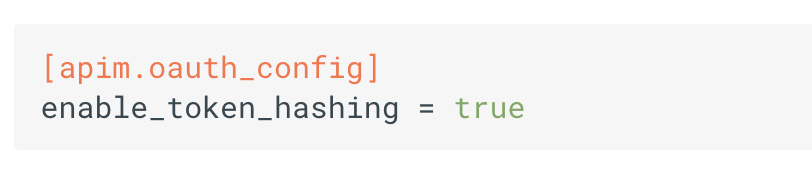 [apim.oauth_config]
enable_token_hashing = true